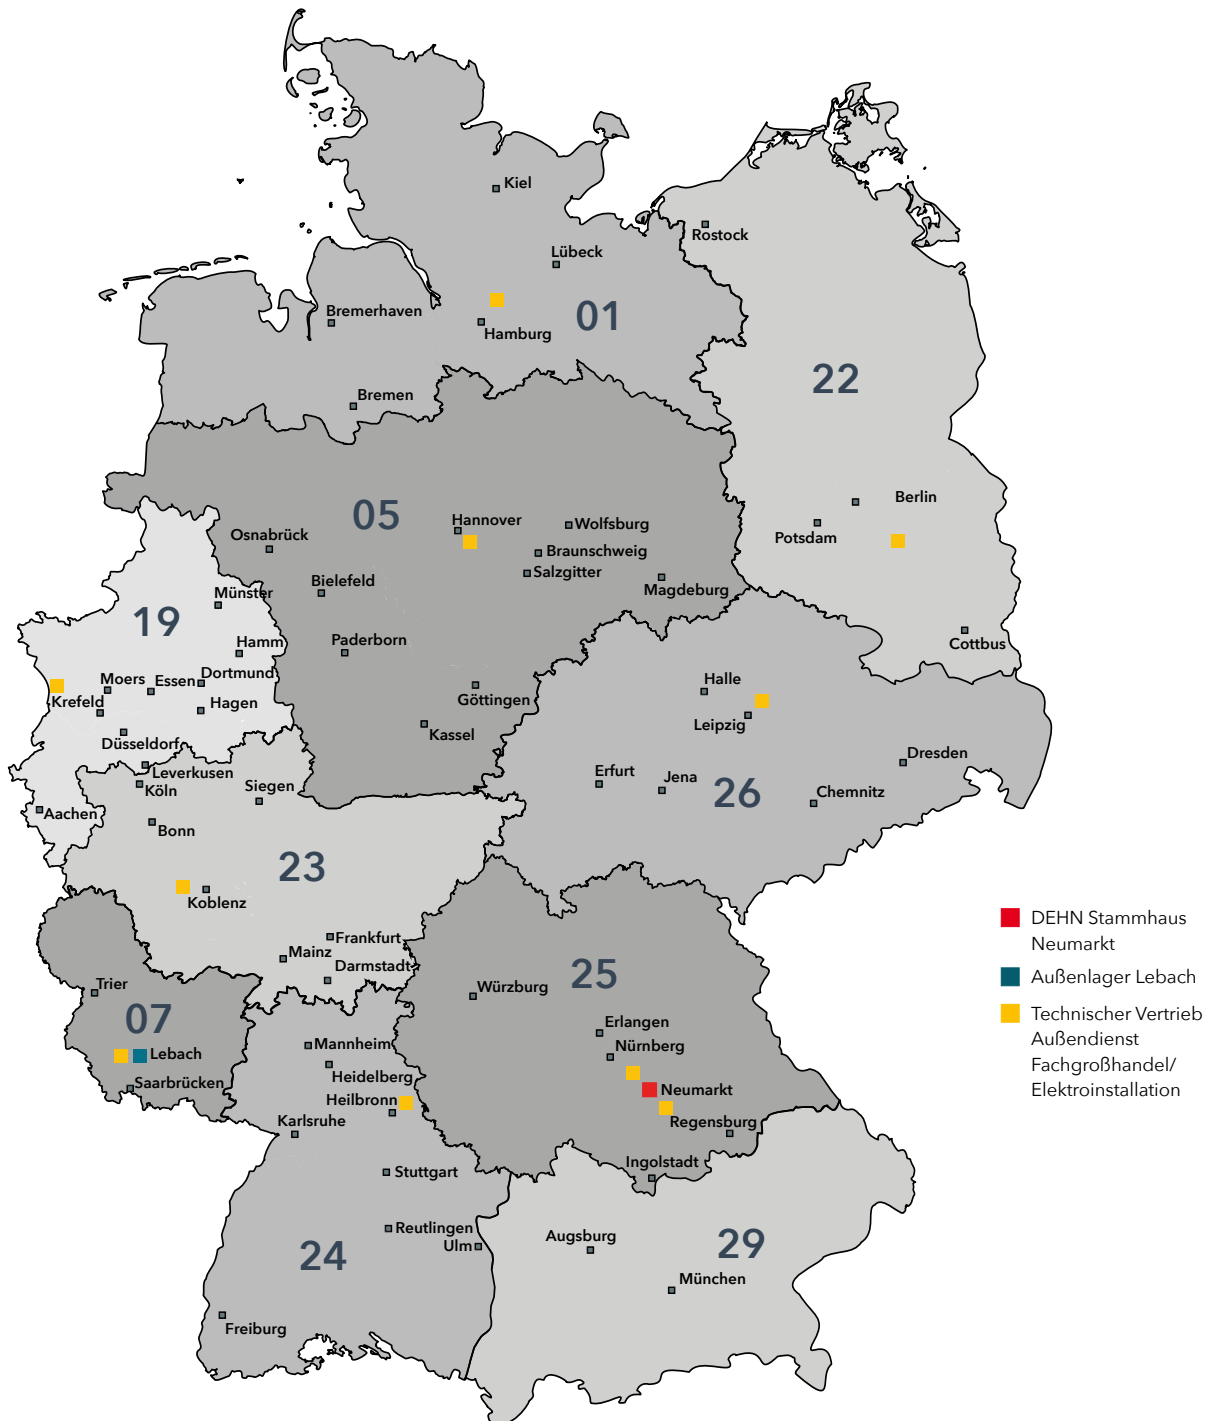 Kiel
Rostock
Lübeck
Bremerhaven
01
Hamburg
22
Bremen
Berlin
05
Hannover
Wolfsburg
Osnabrück
Potsdam
Braunschweig
Salzgitter
Bielefeld
Magdeburg
Münster
19
Paderborn
Hamm
Cottbus
Moers
Essen
Dortmund
Halle
Krefeld
Göttingen
Hagen
Leipzig
Kassel
Düsseldorf
Dresden
Leverkusen
Erfurt
Jena
Siegen
Köln
26
Chemnitz
Aachen
Bonn
23
Koblenz
Frankfurt
Mainz
Darmstadt
25
Trier
Würzburg
07
Erlangen
Nürnberg
Mannheim
Lebach
Heidelberg
Saarbrücken
Neumarkt
Heilbronn
Karlsruhe
Regensburg
Ingolstadt
Stuttgart
Reutlingen
Augsburg
29
Ulm
24
München
Freiburg
DEHN Stammhaus
Neumarkt
Außenlager Lebach
Technischer Vertrieb
Außendienst
Fachgroßhandel/
Elektroinstallation